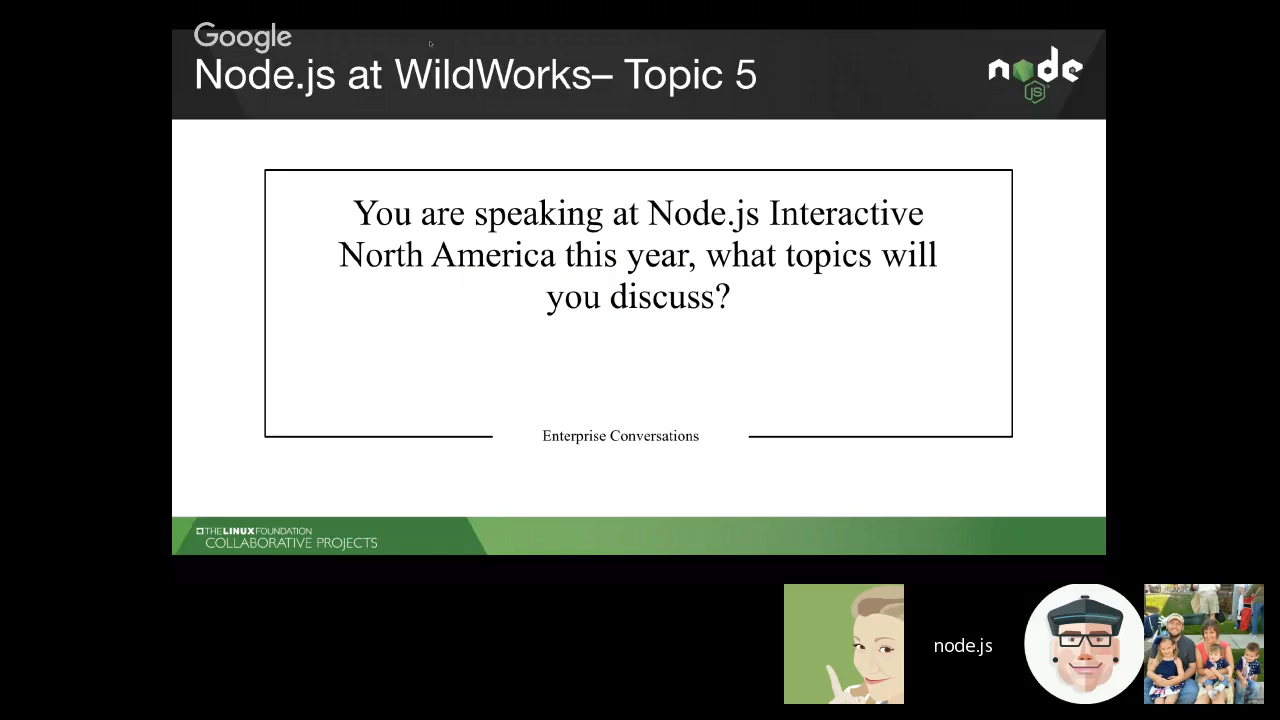 Google
Node.js at WildWorks– Topic 5
node
JS
You are speaking at Node.js Interactive
North America this year, what topics will
you discuss?
Enterprise Conversations
THE LINUX FOUNDATION
COLLABORATIVE PROJECTS
node.js